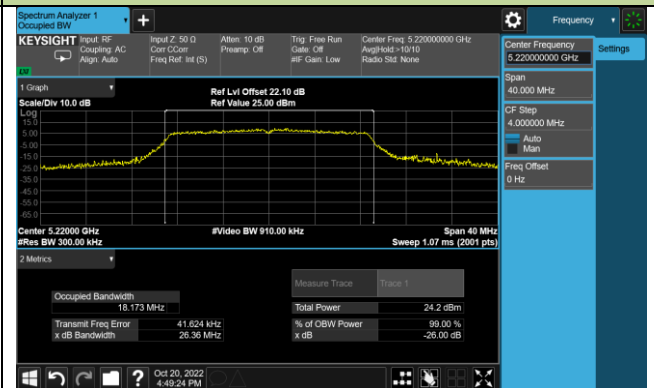 Spectrum Analyzer 1
Occupied BW
Frequency
KEYSIGHT
Input: RF
Coupling: AC
Align: Auto
Input Z: 50 Ω
Corr CCorr
Freq Ref: Int (S)
Atten: 10 dB
Preamp: Off
Trig: Free Run
Gate: Off
#IF Gain: Low
Center Freq: 5.220000000 GHz
Avg|Hold:>10/10
Radio Std: None
Center Frequency
5.220000000 GHz
Settings
Span
40.000 MHz
CF Step
4.000000 MHz
Auto
Man
Freq Offset
0 Hz
1 Graph
Scale/Div 10.0 dB
Ref Lvl Offset 22.10 dB
Ref Value 25.00 dBm
Log
15.0
5.00
-5.00
-15.0
-25.0
-35.0
-45.0
-55.0
-65.0
Center 5.22000 GHz
#Video BW 910.00 kHz
Span 40 MHz
#Res BW 300.00 kHz
Sweep 1.07 ms (2001 pts)
2 Metrics
Measure Trace
Trace 1
Occupied Bandwidth
18.173 MHz
Total Power
24.2 dBm
Transmit Freq Error
41.624 kHz
% of OBW Power
99.00 %
x dB Bandwidth
26.36 MHz
x dB
-26.00 dB
Oct 20, 2022
4:49:24 PM